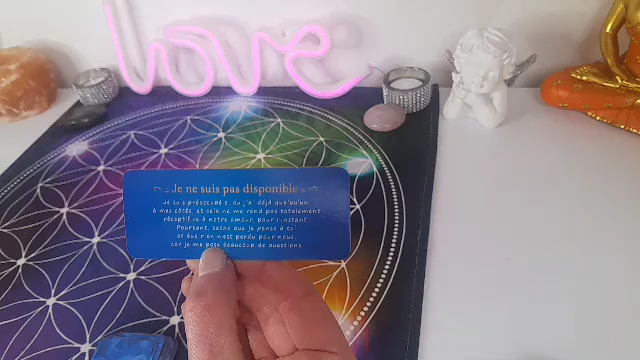 love
Je ne suis pas disponible
Je suis préoccupé·e, ou j'ai déjà quelqu'un
à mes côtés, et cela ne me rend pas totalement
réceptif·ve à notre amour, pour l'instant.
Pourtant, sache que je pense à toi
et que rien n'est perdu pour nous,
car je me pose beaucoup de questions.